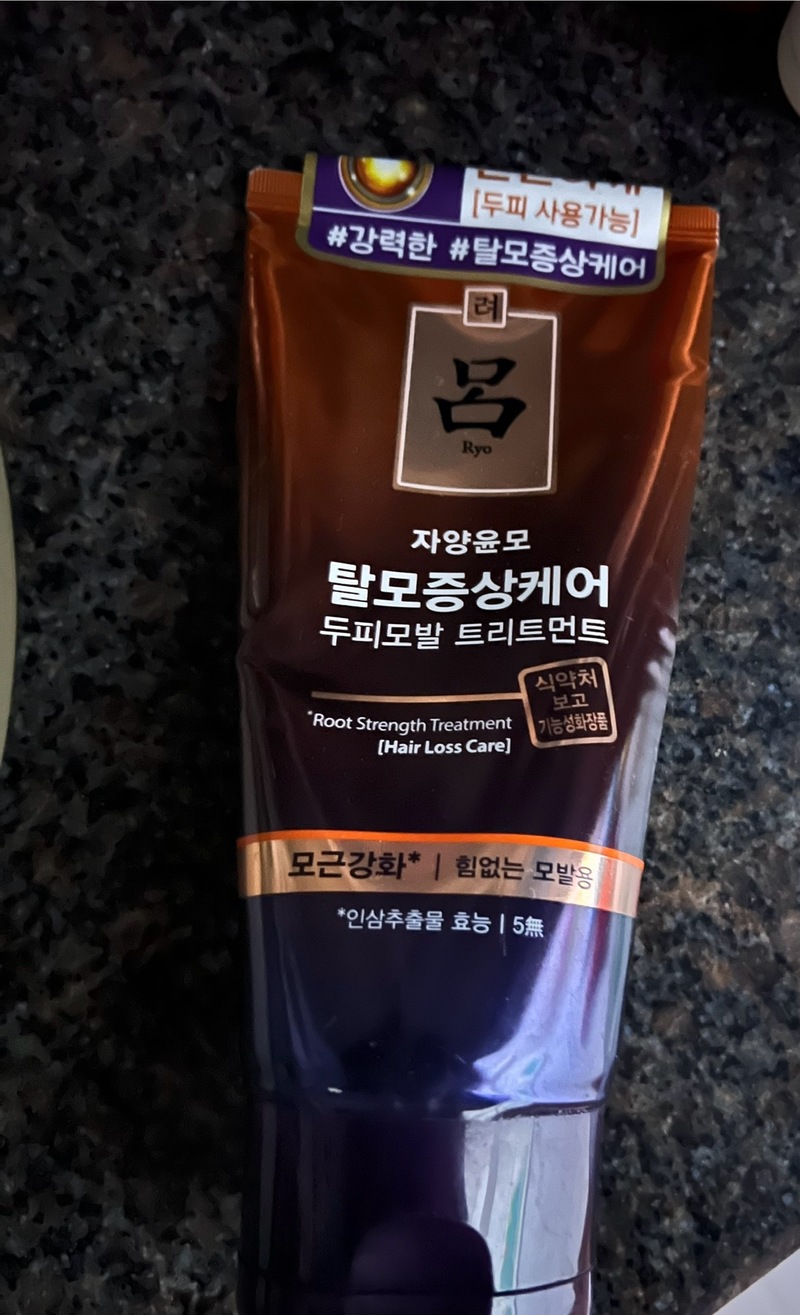 [두피 사용가능]
#강력한 #탈모증상케어
려
呂
Ryo
자양윤모
탈모증상케어
두피모발 트리트먼트
식약처
보고
기능성화장품
*Root Strength Treatment
[Hair Loss Care]
모근강화* | 힘없는 모발용
*인삼추출물 효능 | 5無